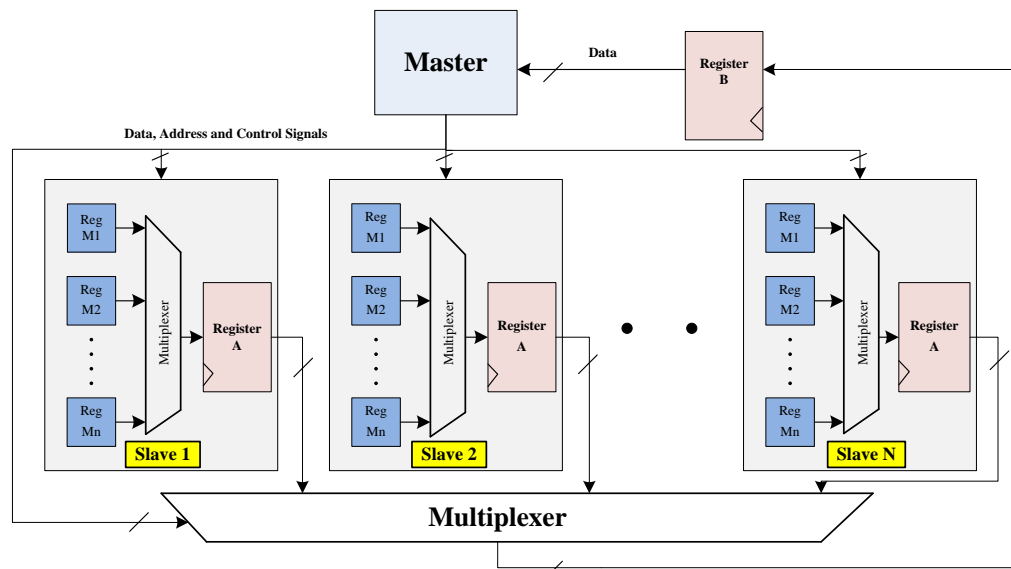 Master
Data
Register
B
Data, Address and Control Signals
Reg
M1
Reg
M2
Reg
Mn
Multiplexer
Register
A
Slave 1
Reg
M1
Reg
M2
Reg
Mn
Multiplexer
Register
A
Slave 2
Reg
M1
Reg
M2
Reg
Mn
Multiplexer
Register
A
Slave N
Multiplexer